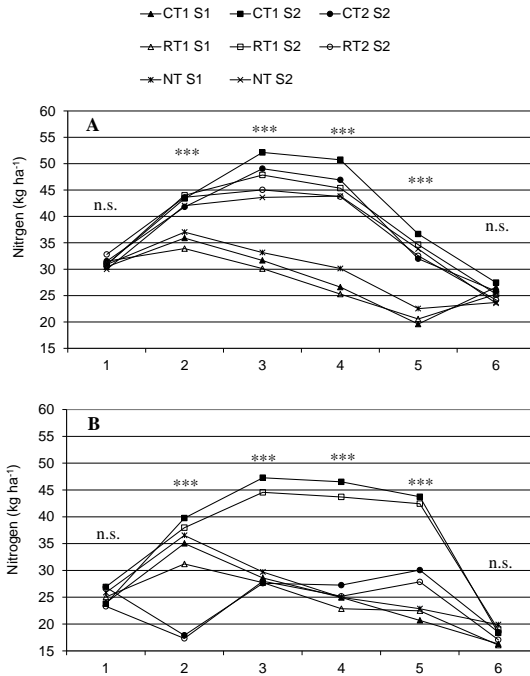 CT1 S1 CT1 S2 CT2 S2
RT1 S1 RT1 S2 RT2 S2
NT S1 NT S2
A
Nitrgen (kg ha⁻¹)
60
55
50
45
40
35
30
25
20
15
n.s.
***
***
***
***
n.s.
1 2 3 4 5 6
B
Nitrogen (kg ha⁻¹)
60
55
50
45
40
35
30
25
20
15
n.s.
***
***
***
***
n.s.
1 2 3 4 5 6